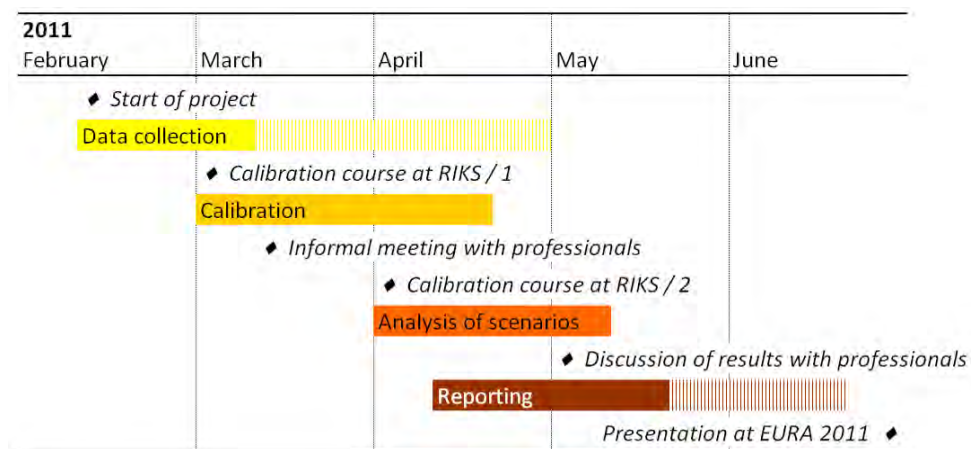 2011
February March April May June
♦ Start of project
Data collection
♦ Calibration course at RIKS / 1
Calibration
♦ Informal meeting with professionals
♦ Calibration course at RIKS / 2
Analysis of scenarios
♦ Discussion of results with professionals
Reporting
Presentation at EURA 2011 ♦